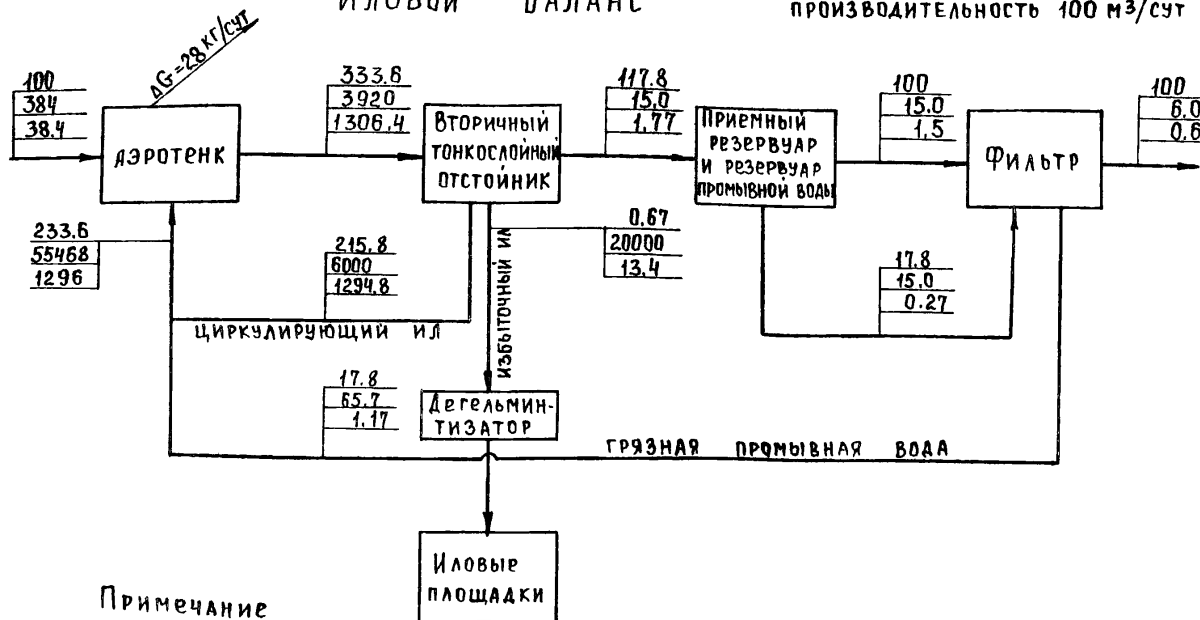 ИЛОВОЙ БАЛАНС
ПРОИЗВОДИТЕЛЬНОСТЬ 100 М³/СУТ
ΔG=28 КГ/СУТ
100
384
38.4
АЭРОТЕНК
333.6
3920
1306.4
ВТОРИЧНЫЙ
ТОНКОСЛОЙНЫЙ
ОТСТОЙНИК
117.8
15.0
1.77
ПРИЕМНЫЙ
РЕЗЕРВУАР
И РЕЗЕРВУАР
ПРОМЫВНОЙ ВОДЫ
100
15.0
1.5
ФИЛЬТР
100
6.0
0.6
233.6
55468
1296
215.8
6000
1294.8
ЦИРКУЛИРУЮЩИЙ ИЛ
ИЗБЫТОЧНЫЙ ИЛ
0.67
20000
13.4
17.8
15.0
0.27
17.8
65.7
1.17
ДЕГЕЛЬМИН-
ТИЗАТОР
ГРЯЗНАЯ ПРОМЫВНАЯ ВОДА
ИЛОВЫЕ
ПЛОЩАДКИ
ПРИМЕЧАНИЕ